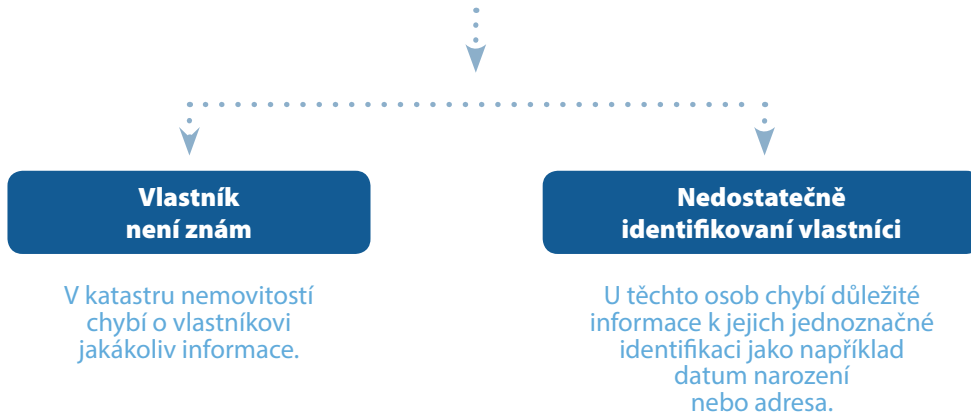 Vlastník
není znám
V katastru nemovitostí
chybí o vlastníkovi
jakákoliv informace.
Nedostatečně
identifikovaní vlastníci
U těchto osob chybí důležité
informace k jejich jednoznačné
identifikaci jako například
datum narození
nebo adresa.